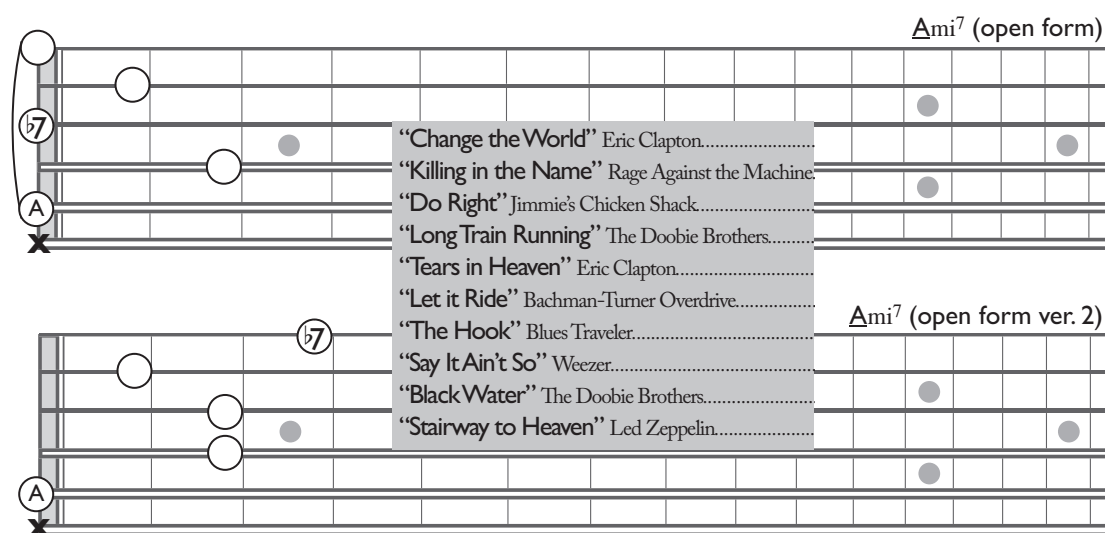 Ami⁷ (open form)
♭7
A
x
“Change the World” Eric Clapton......................
“Killing in the Name” Rage Against the Machine.
“Do Right” Jimmie's Chicken Shack.......................
“Long Train Running” The Doobie Brothers.........
“Tears in Heaven” Eric Clapton...........................
“Let it Ride” Bachman-Turner Overdrive...............
“The Hook” Blues Traveler...................................
“Say It Ain't So” Weezer.......................................
“Black Water” The Doobie Brothers.....................
“Stairway to Heaven” Led Zeppelin...................
Ami⁷ (open form ver. 2)
♭7
A
x